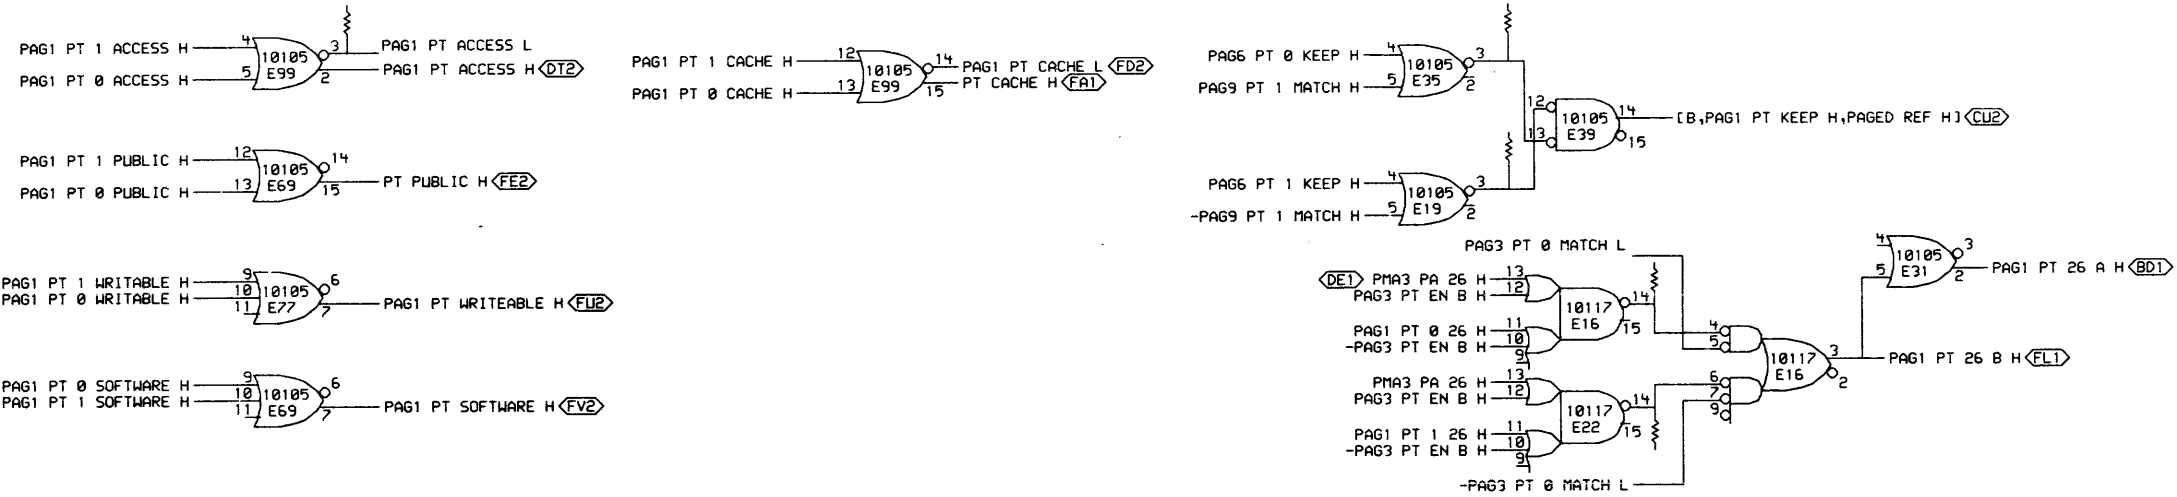 PAG1 PT 1 ACCESS H 4
PAG1 PT 0 ACCESS H 5
10105
E99
3 PAG1 PT ACCESS L
2 PAG1 PT ACCESS H DT2
PAG1 PT 1 PUBLIC H 12
PAG1 PT 0 PUBLIC H 13
10105
E69
14
15 PT PUBLIC H FE2
PAG1 PT 1 WRITABLE H 9
PAG1 PT 0 WRITABLE H 10
11
10105
E77
6
7 PAG1 PT WRITEABLE H FU2
PAG1 PT 0 SOFTWARE H 9
PAG1 PT 1 SOFTWARE H 10
11
10105
E69
6
7 PAG1 PT SOFTWARE H FV2
PAG1 PT 1 CACHE H 12
PAG1 PT 0 CACHE H 13
10105
E99
14 PAG1 PT CACHE L FD2
15 PT CACHE H FA1
PAG6 PT 0 KEEP H 4
PAG9 PT 1 MATCH H 5
10105
E35
3
2
PAG6 PT 1 KEEP H 4
-PAG9 PT 1 MATCH H 5
10105
E19
3
2
12
13
10105
E39
14 [B,PAG1 PT KEEP H,PAGED REF H] CU2
15
PAG3 PT 0 MATCH L
DE1 PMA3 PA 26 H 13
PAG3 PT EN B H 12
PAG1 PT 0 26 H 11
-PAG3 PT EN B H 10
9
10117
E16
14
15
PMA3 PA 26 H 13
PAG3 PT EN B H 12
PAG1 PT 1 26 H 11
-PAG3 PT EN B H 10
9
10117
E22
14
15
-PAG3 PT 0 MATCH L
4
5
6
7
9
10117
E16
3 PAG1 PT 26 B H FL1
2
4
5
10105
E31
3
2 PAG1 PT 26 A H BD1